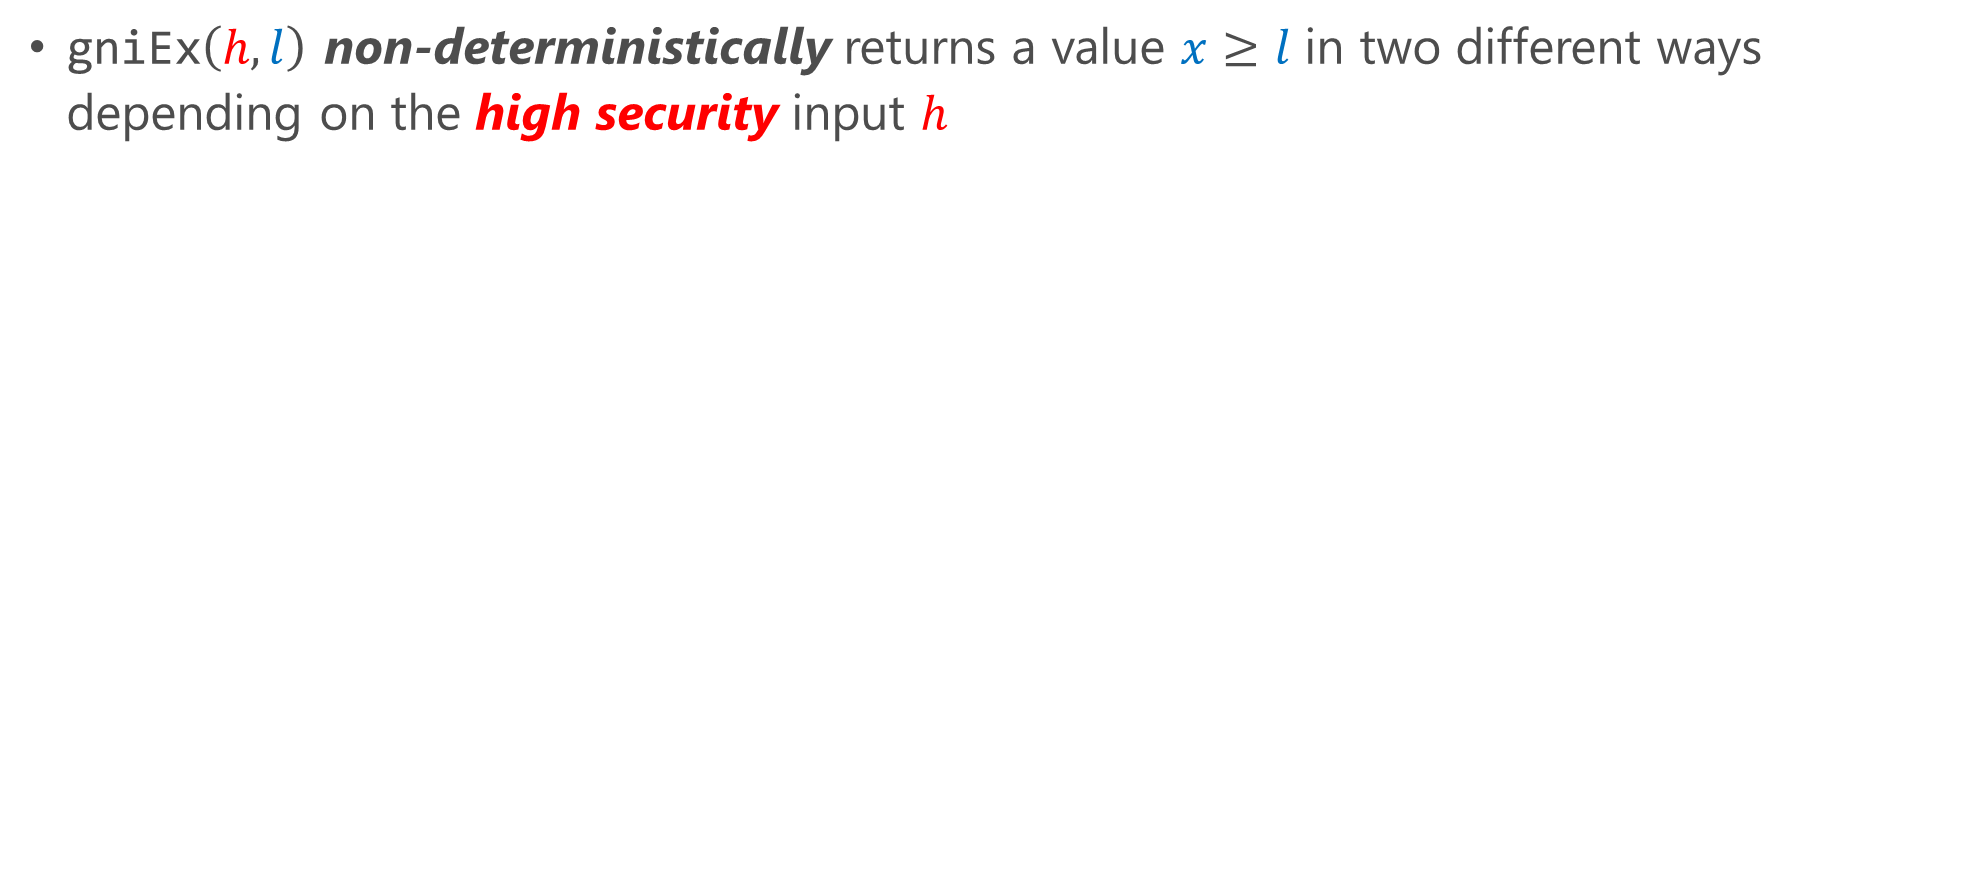 • gniEx(h, l) non-deterministically returns a value x ≥ l in two different ways
depending on the high security input h